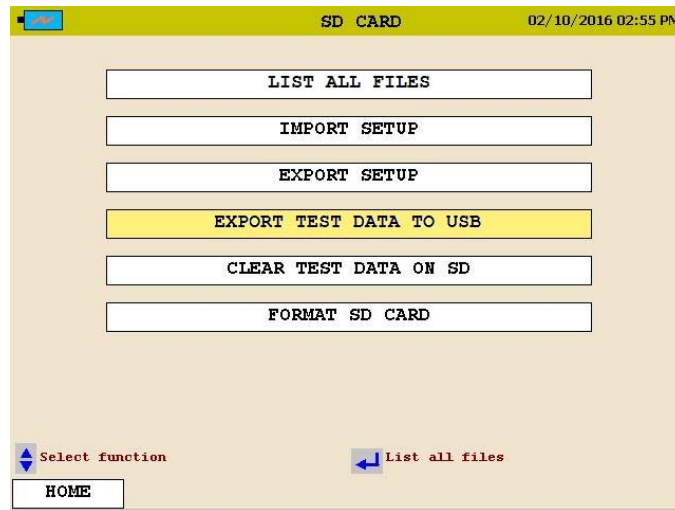 SD CARD 02/10/2016 02:55 PM
LIST ALL FILES
IMPORT SETUP
EXPORT SETUP
EXPORT TEST DATA TO USB
CLEAR TEST DATA ON SD
FORMAT SD CARD
Select function List all files
HOME